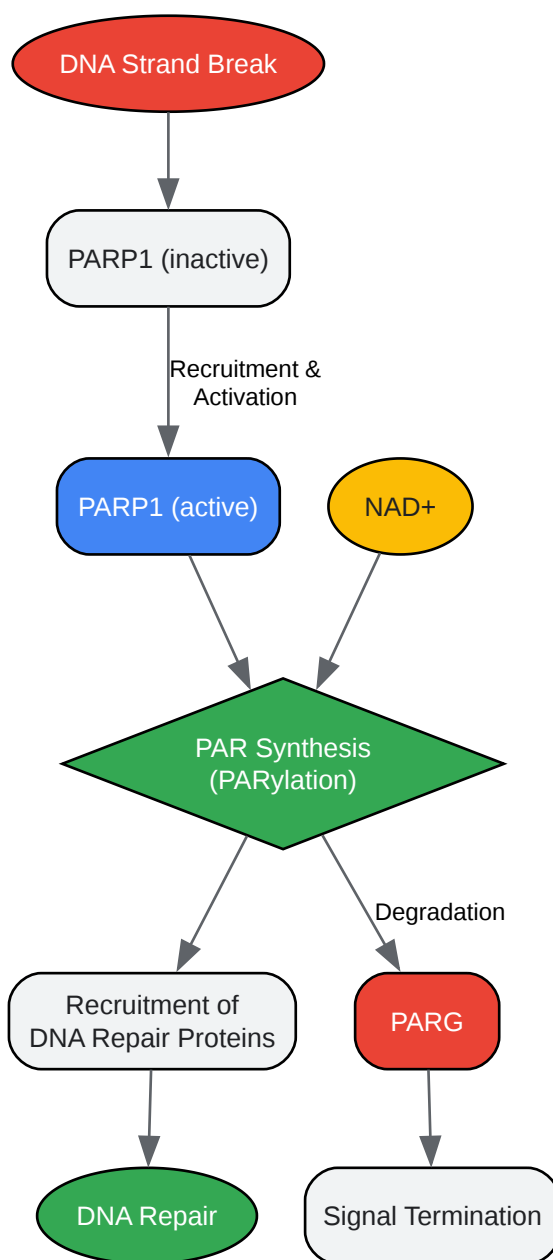 DNA Strand Break
PARP1 (inactive)
Recruitment &
Activation
PARP1 (active)
NAD+
PAR Synthesis
(PARylation)
Degradation
Recruitment of
DNA Repair Proteins
PARG
DNA Repair
Signal Termination